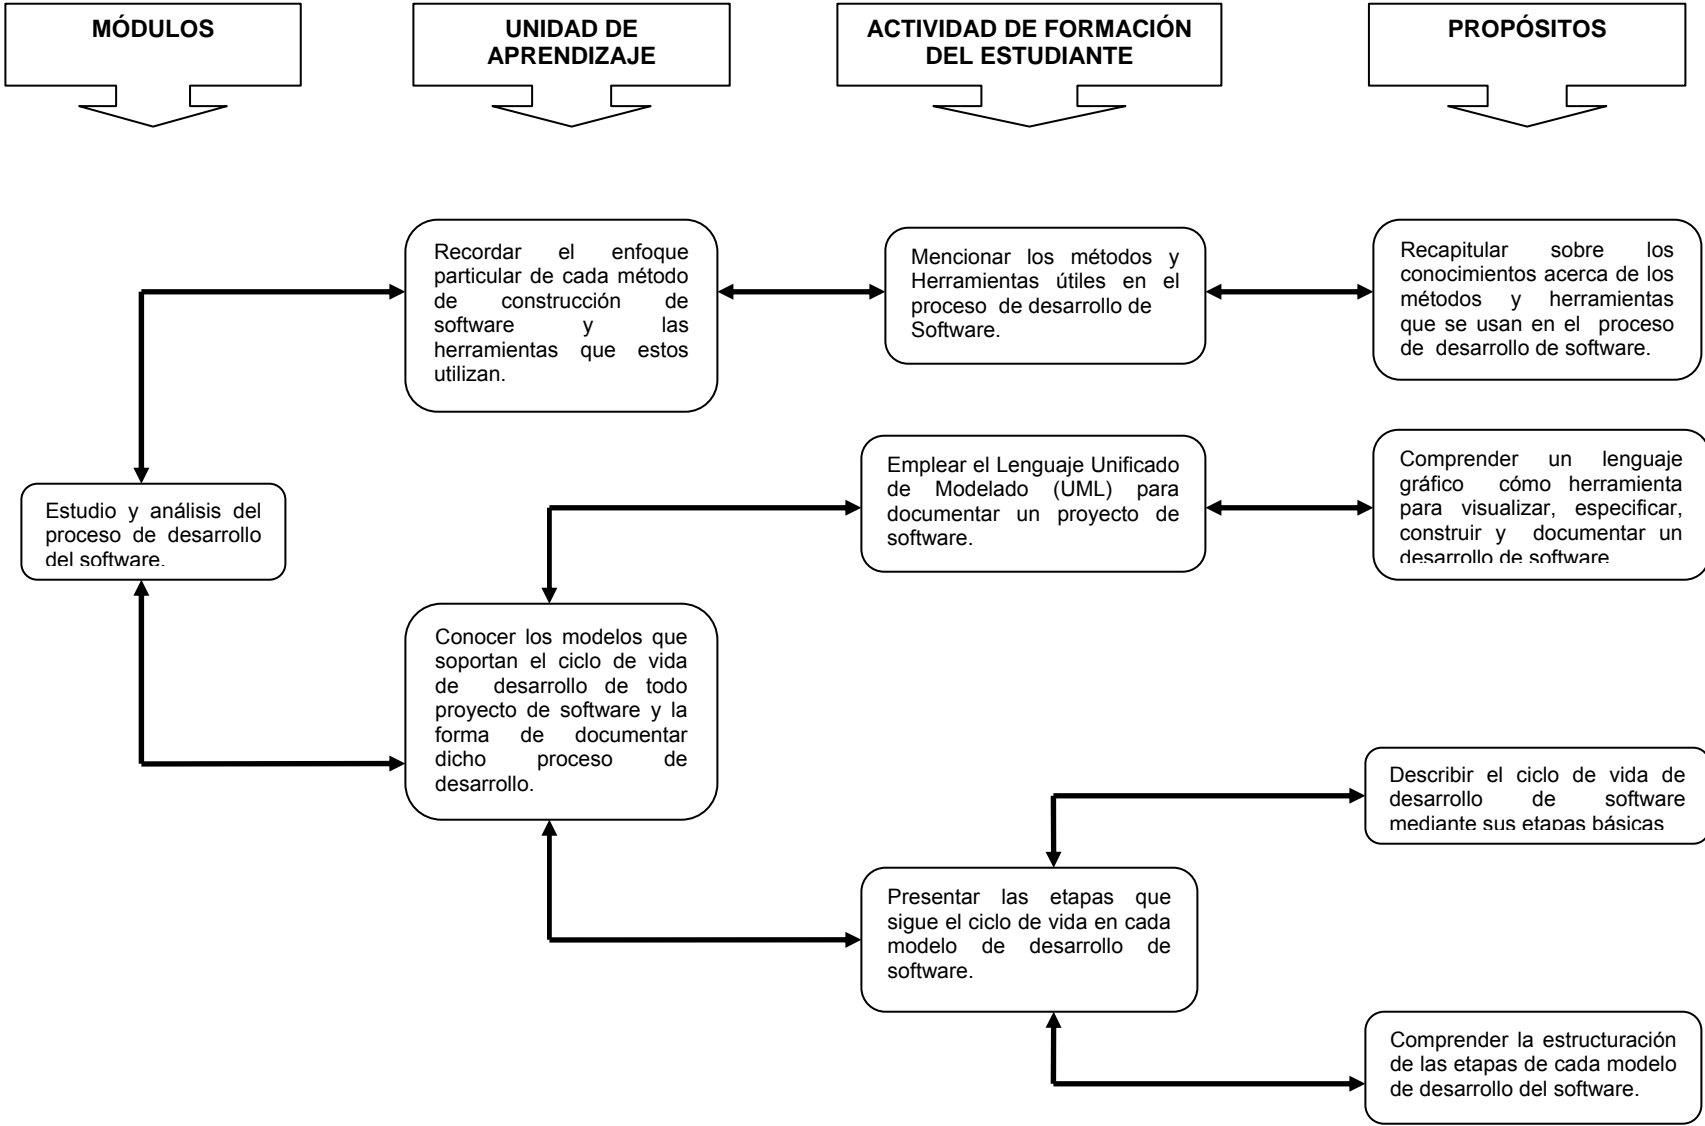 MÓDULOS
UNIDAD DE
APRENDIZAJE
ACTIVIDAD DE FORMACIÓN
DEL ESTUDIANTE
PROPÓSITOS
Recordar el enfoque
particular de cada método
de construcción de
software y las
herramientas que estos
utilizan.
Mencionar los métodos y
Herramientas útiles en el
proceso de desarrollo de
Software.
Recapitular sobre los
conocimientos acerca de los
métodos y herramientas
que se usan en el proceso
de desarrollo de software.
Estudio y análisis del
proceso de desarrollo
del software.
Emplear el Lenguaje Unificado
de Modelado (UML) para
documentar un proyecto de
software.
Comprender un lenguaje
gráfico cómo herramienta
para visualizar, especificar,
construir y documentar un
desarrollo de software
Conocer los modelos que
soportan el ciclo de vida
de desarrollo de todo
proyecto de software y la
forma de documentar
dicho proceso de
desarrollo.
Describir el ciclo de vida de
desarrollo de software
mediante sus etapas básicas
Presentar las etapas que
sigue el ciclo de vida en cada
modelo de desarrollo de
software.
Comprender la estructuración
de las etapas de cada modelo
de desarrollo del software.